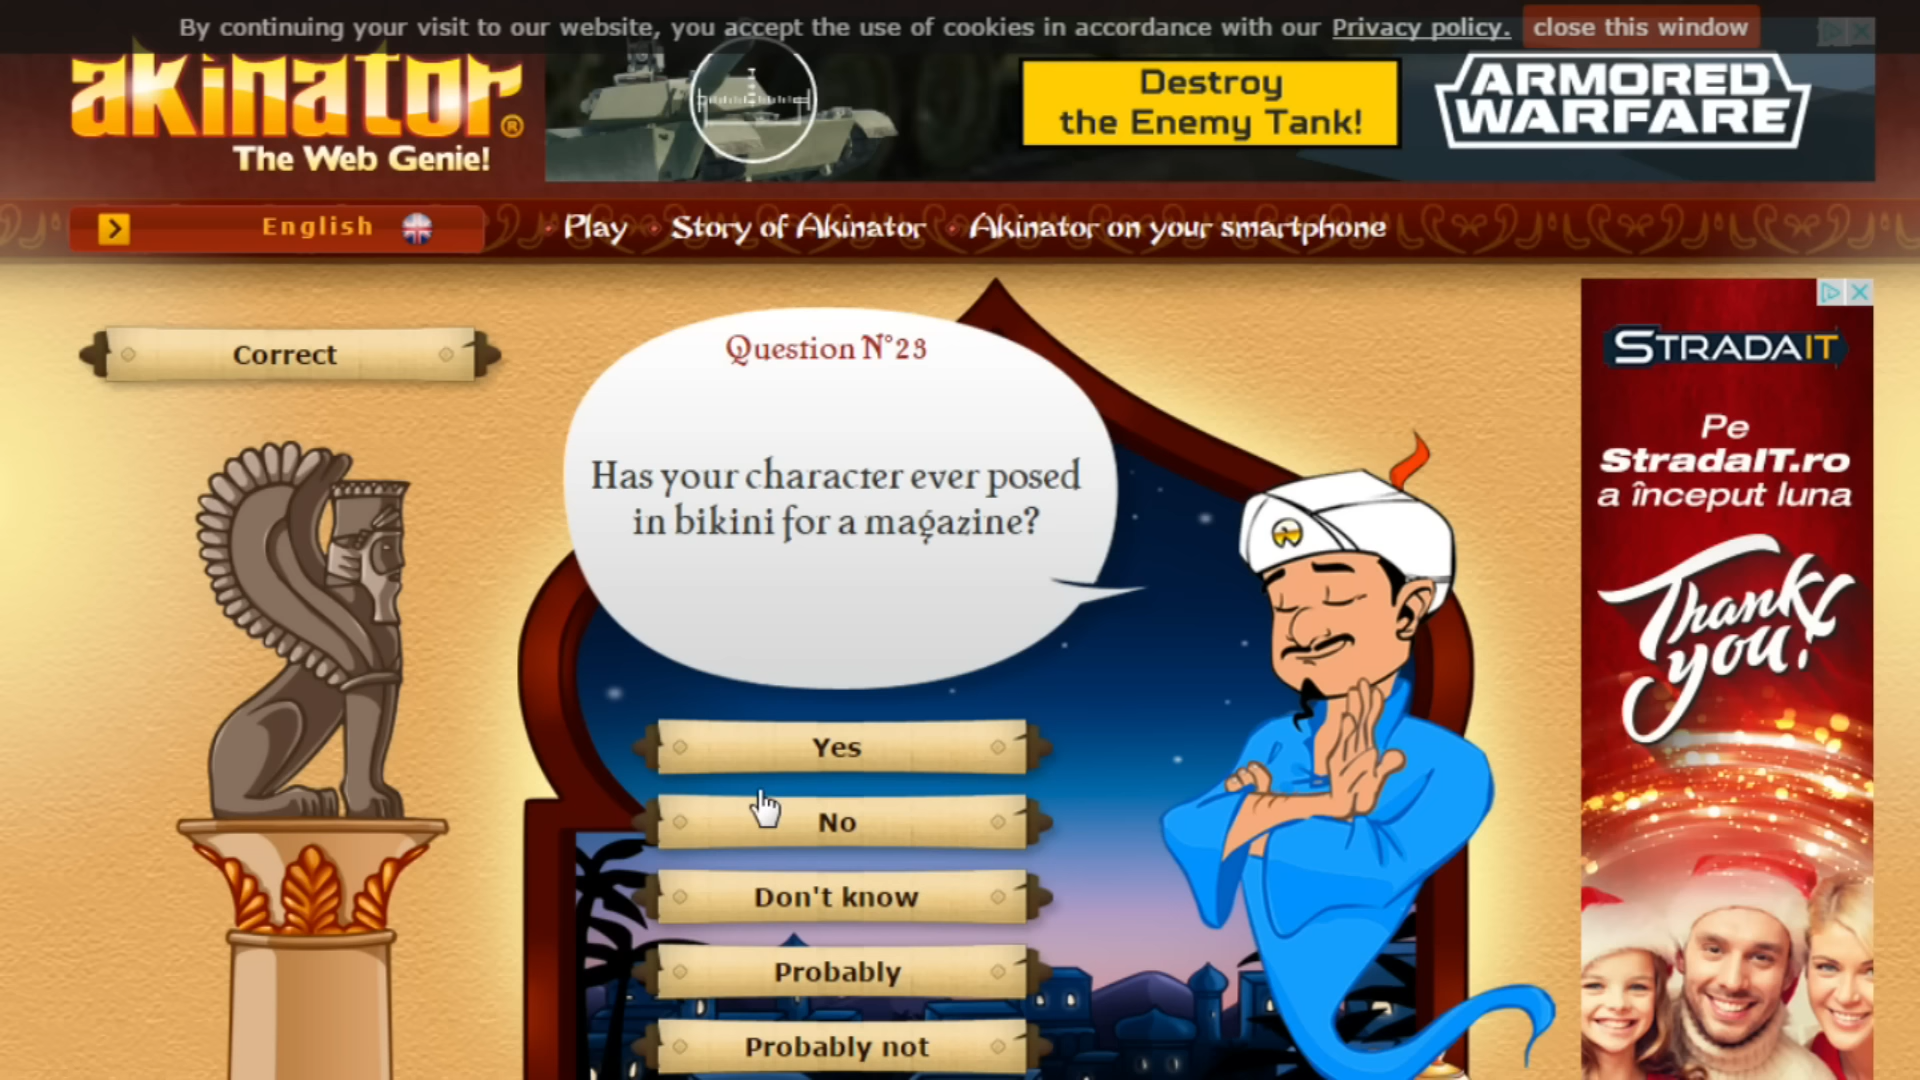 By continuing your visit to our website, you accept the use of cookies in accordance with our Privacy policy. close this window
akinator®
The Web Genie!
Destroy
the Enemy Tank!
ARMORED
WARFARE
English
Play
Story of Akinator
Akinator on your smartphone
Correct
Question N°23
Has your character ever posed
in bikini for a magazine?
Yes
No
Don't know
Probably
Probably not
STRADAIT
Pe
StradaIT.ro
a început luna
Thank
you!